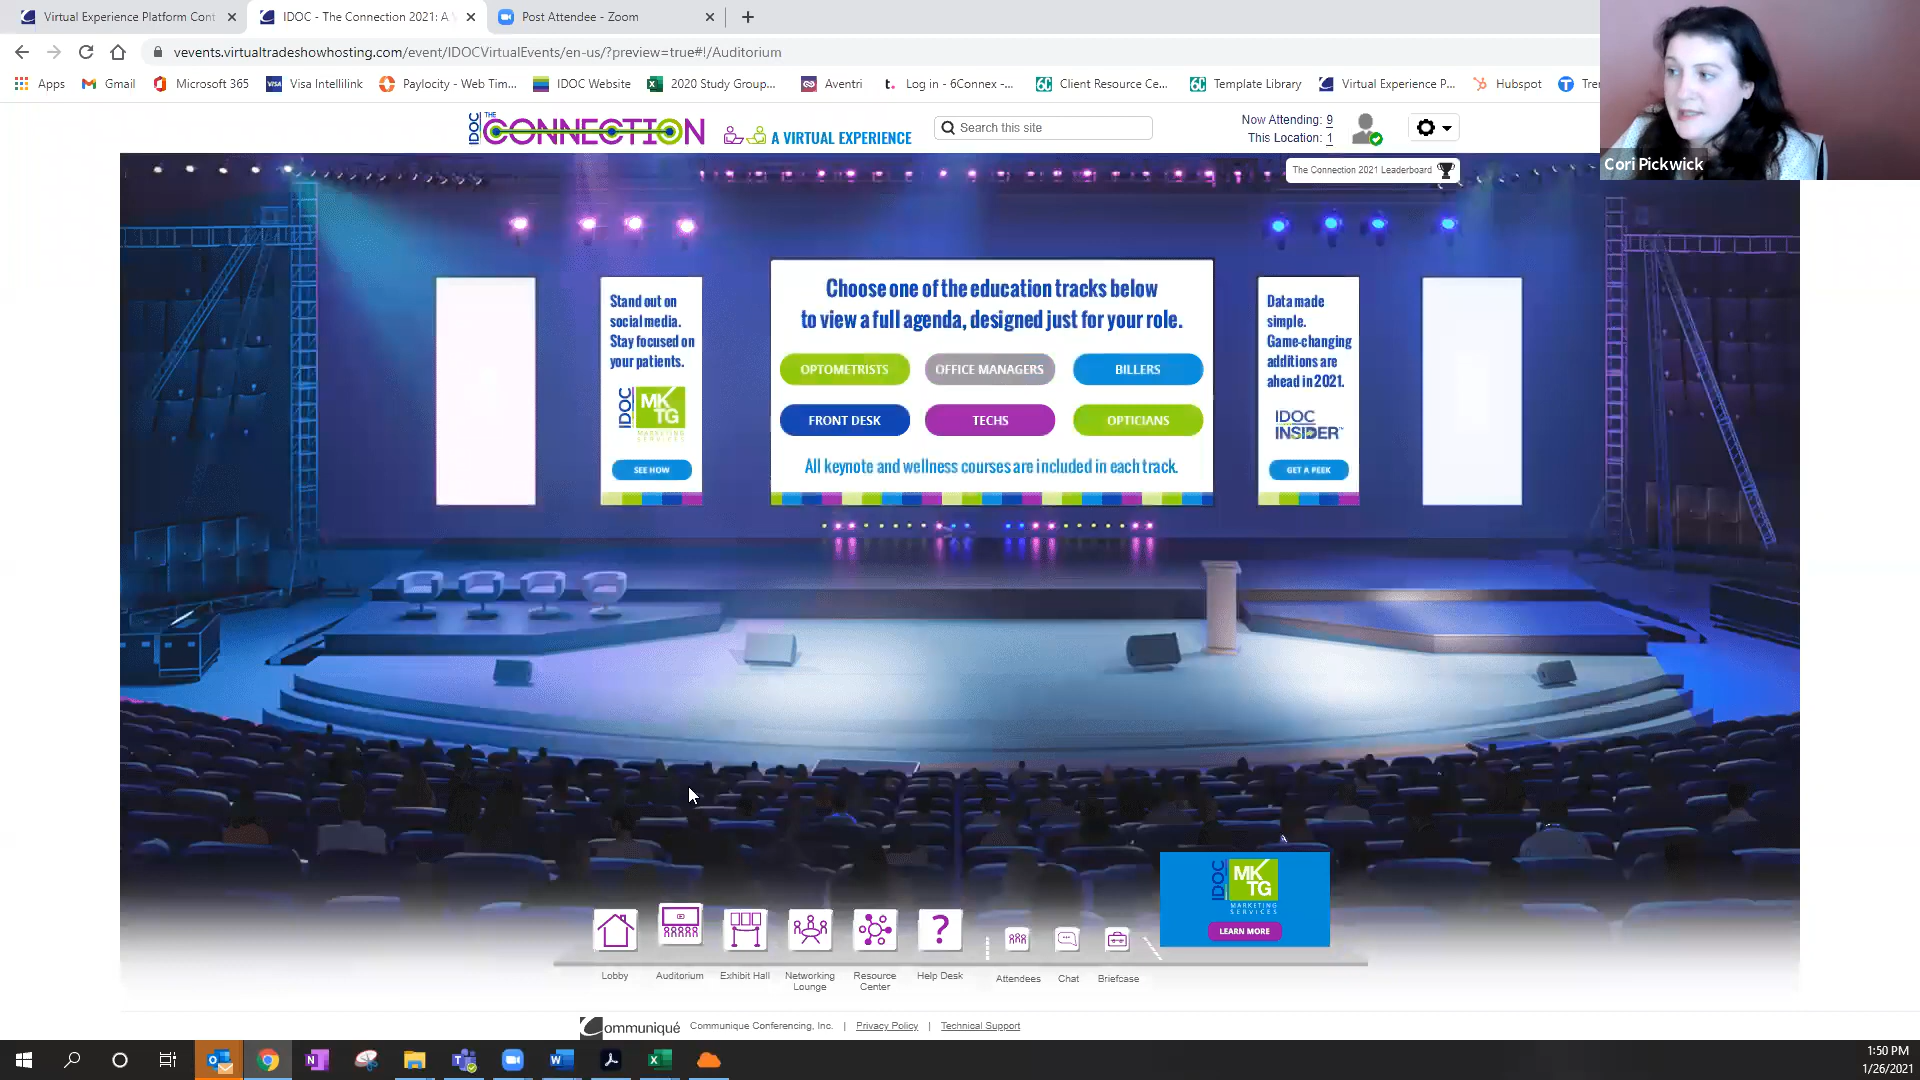 Virtual Experience Platform Cont
IDOC - The Connection 2021: A V
Post Attendee - Zoom
vevents.virtualtradeshowhosting.com/event/IDOCVirtualEvents/en-us/?preview=true#!/Auditorium
Apps
Gmail
Microsoft 365
VISA
Visa Intellilink
Paylocity - Web Tim...
IDOC Website
2020 Study Group...
Aventri
t.
Log in - 6Connex -...
6C
Client Resource Ce...
6C
Template Library
Virtual Experience P...
Hubspot
Cori Pickwick
IDOC THE CONNECTION
A VIRTUAL EXPERIENCE
Search this site
Now Attending: 9
This Location: 1
The Connection 2021 Leaderboard
Stand out on
social media.
Stay focused on
your patients.
IDOC MKTG
MARKETING
SERVICES
SEE HOW
Choose one of the education tracks below
to view a full agenda, designed just for your role.
OPTOMETRISTS
OFFICE MANAGERS
BILLERS
FRONT DESK
TECHS
OPTICIANS
All keynote and wellness courses are included in each track.
Data made
simple.
Game-changing
additions are
ahead in 2021.
IDOC
INSIDER™
GET A PEEK
IDOC MKTG
MARKETING
SERVICES
LEARN MORE
Lobby
Auditorium
Exhibit Hall
Networking
Lounge
Resource
Center
Help Desk
Attendees
Chat
Briefcase
Communiqué
Communique Conferencing, Inc. | Privacy Policy | Technical Support
1:50 PM
1/26/2021